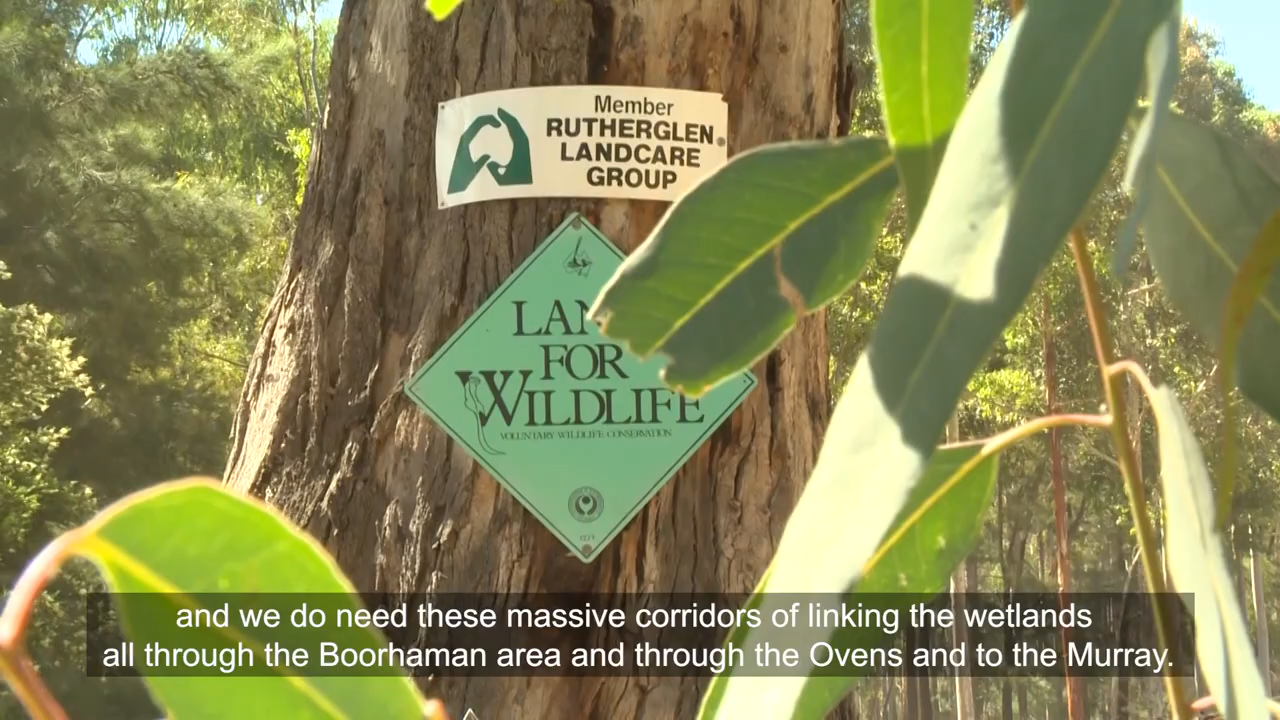 Member
RUTHERGLEN
LANDCARE
GROUP
FOR
WILDLIFE
VOLUNTARY WILDLIFE CONSERVATION
and we do need these massive corridors of linking the wetlands
all through the Boorhaman area and through the Ovens and to the Murray.